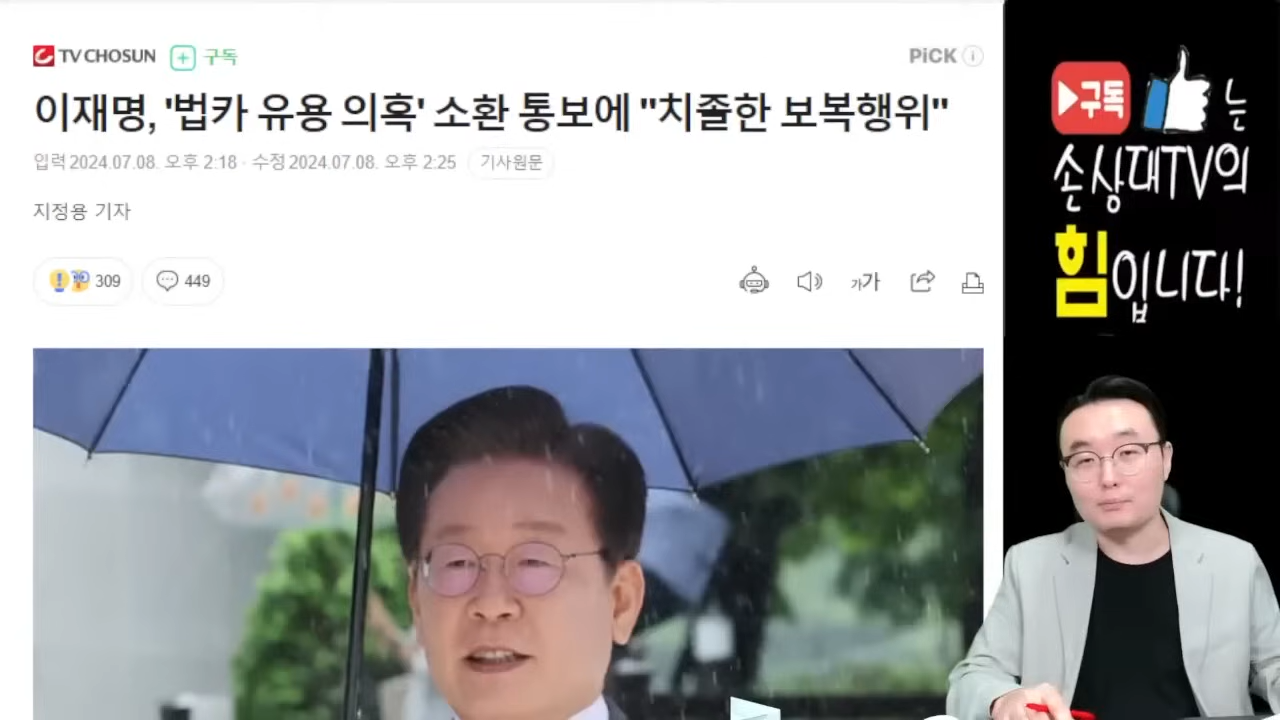 TV CHOSUN 구독
PiCK
이재명, '법카 유용 의혹' 소환 통보에 "치졸한 보복행위"
입력 2024.07.08. 오후 2:18 · 수정 2024.07.08. 오후 2:25 기사원문
지정용 기자
309 449
가가
구독 는
손상대TV의
힘입니다!